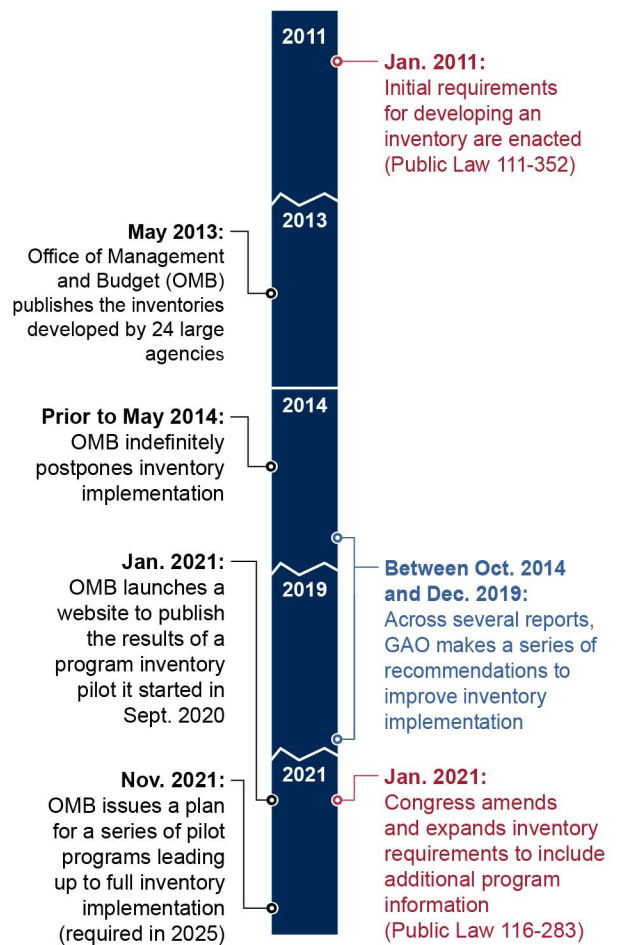 2011
Jan. 2011:
Initial requirements
for developing an
inventory are enacted
(Public Law 111-352)
2013
May 2013:
Office of Management
and Budget (OMB)
publishes the inventories
developed by 24 large
agencies
2014
Prior to May 2014:
OMB indefinitely
postpones inventory
implementation
Between Oct. 2014
and Dec. 2019:
Across several reports,
GAO makes a series of
recommendations to
improve inventory
implementation
2019
Jan. 2021:
OMB launches a
website to publish
the results of a
program inventory
pilot it started in
Sept. 2020
2021
Jan. 2021:
Congress amends
and expands inventory
requirements to include
additional program
information
(Public Law 116-283)
Nov. 2021:
OMB issues a plan
for a series of pilot
programs leading
up to full inventory
implementation
(required in 2025)